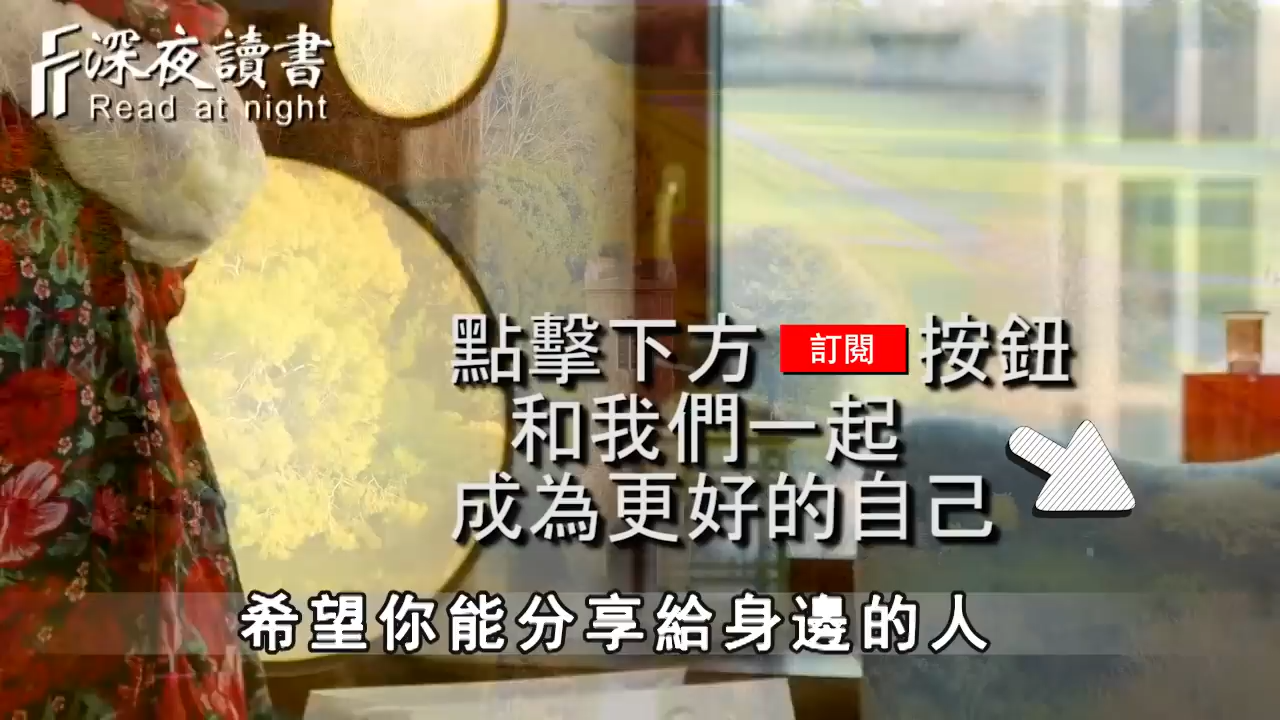 深夜讀書
Read at night
點擊下方 訂閱 按鈕
和我們一起
成為更好的自己
希望你能分享給身邊的人